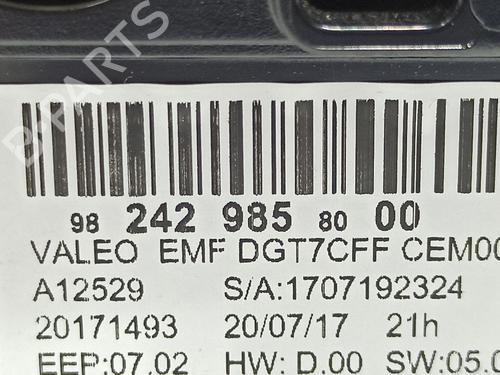 B-PARTS
98 242 985 80 00
VALEO EMF DGT7CFF CEM00
A12529 S/A:1707192324
20171493 20/07/17 21h
EEP:07.02 HW: D.00 SW:05.0